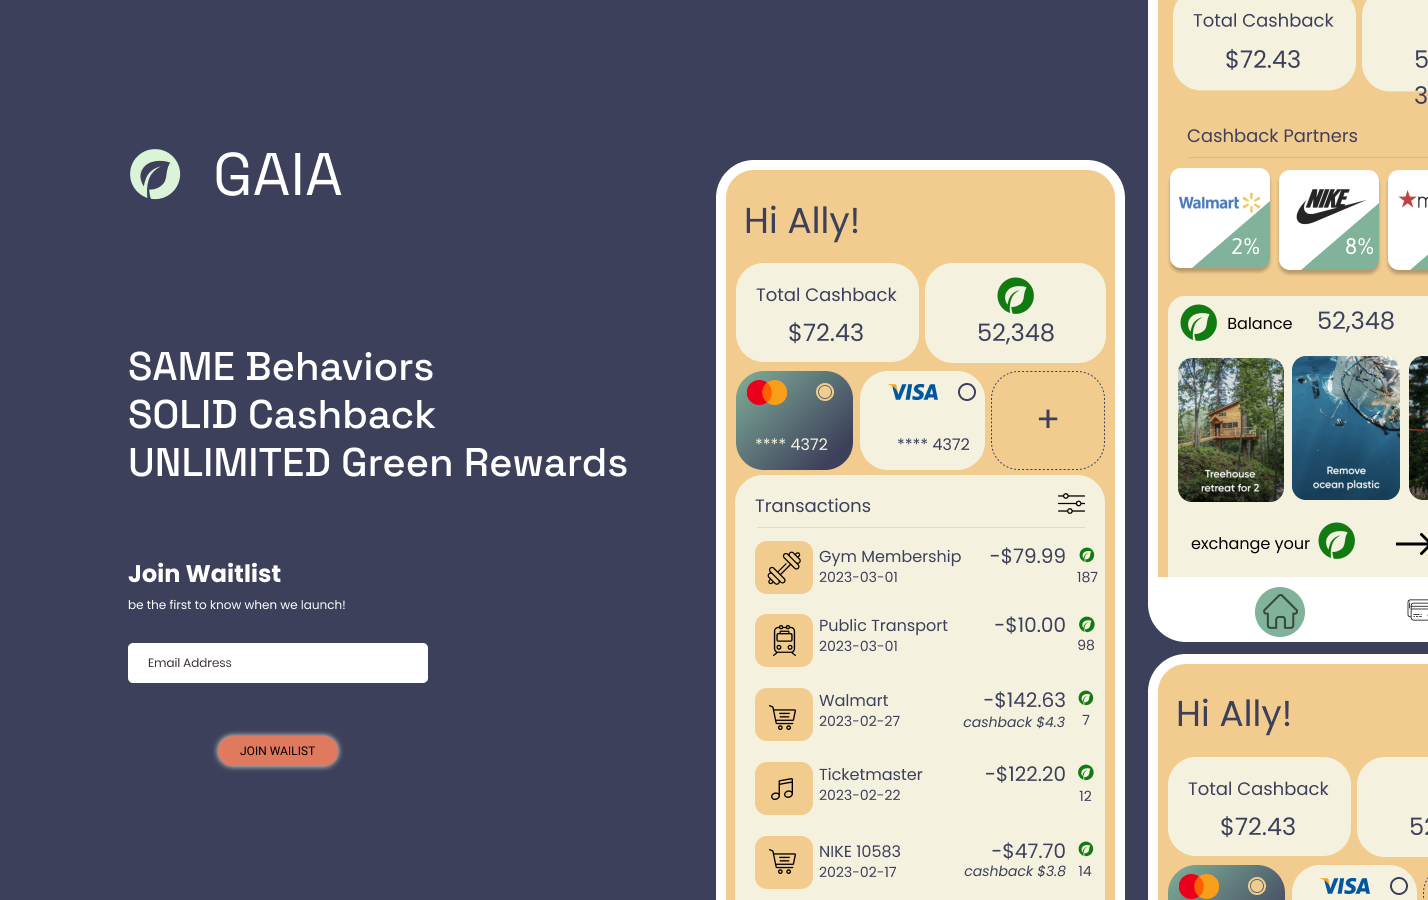 GAIA
SAME Behaviors
SOLID Cashback
UNLIMITED Green Rewards
Join Waitlist
be the first to know when we launch!
Email Address
JOIN WAILIST
Hi Ally!
Total Cashback
$72.43
52,348
**** 4372
VISA
**** 4372
+
Transactions
Gym Membership -$79.99
2023-03-01 187
Public Transport -$10.00
2023-03-01 98
Walmart -$142.63
2023-02-27 cashback $4.3 7
Ticketmaster -$122.20
2023-02-22 12
NIKE 10583 -$47.70
2023-02-17 cashback $3.8 14
Total Cashback
$72.43
5
3
Cashback Partners
Walmart
2%
NIKE
8%
m
Balance 52,348
Treehouse
retreat for 2
Remove
ocean plastic
exchange your
Hi Ally!
Total Cashback
$72.43
52
VISA